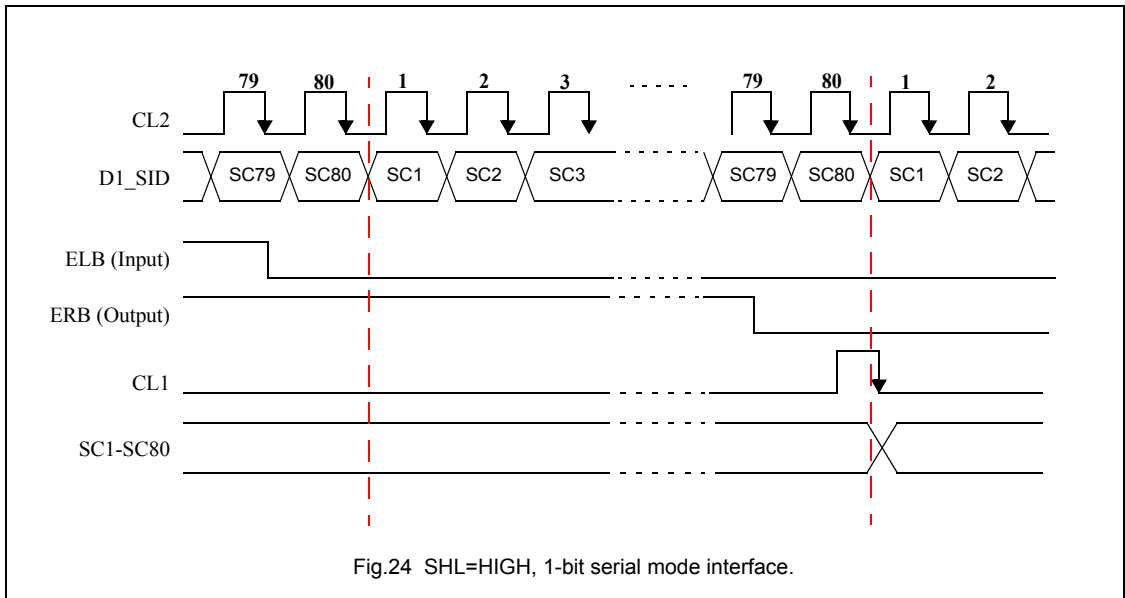 79 80 1 2 3 ..... 79 80 1 2
CL2
D1_SID SC79 SC80 SC1 SC2 SC3 SC79 SC80 SC1 SC2
ELB (Input)
ERB (Output)
CL1
SC1-SC80
Fig.24 SHL=HIGH, 1-bit serial mode interface.